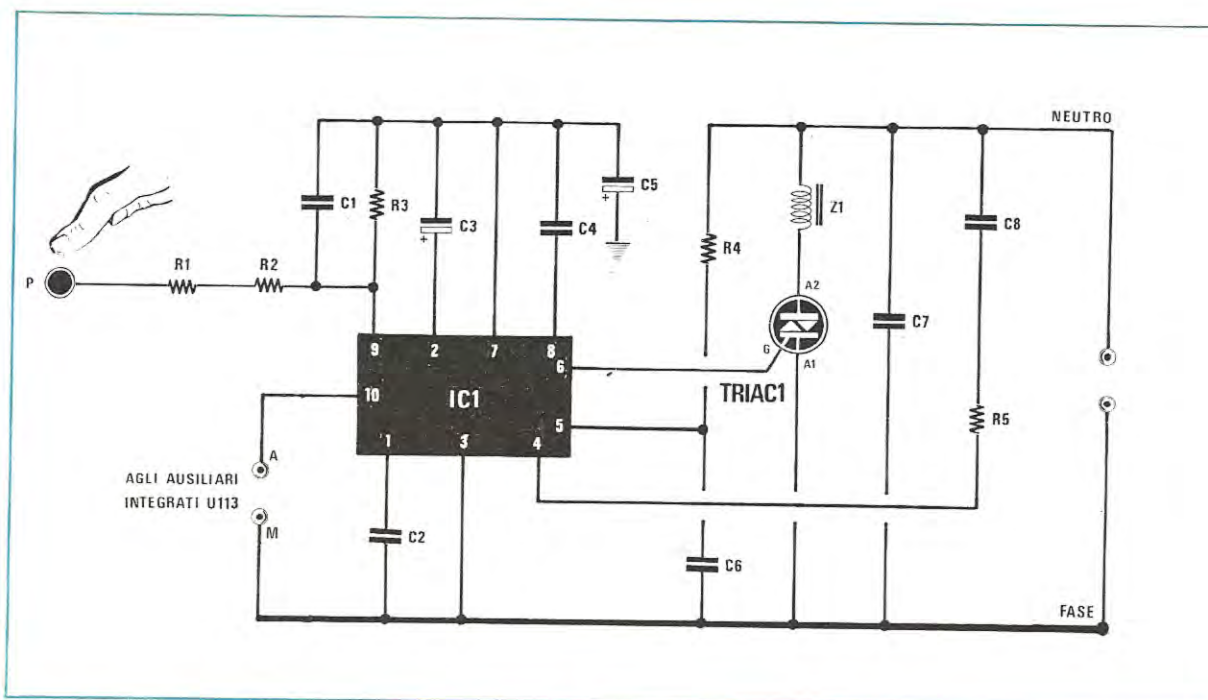 NEUTRO
C5
C1
R3
C3
+
+
C4
Z1
C8
R4
P
R1
R2
A2
C7
G
A1
TRIAC1
R5
9
2
7
8
6
10
IC1
5
1
3
4
A
AGLI AUSILIARI
INTEGRATI U113
M
C2
C6
FASE